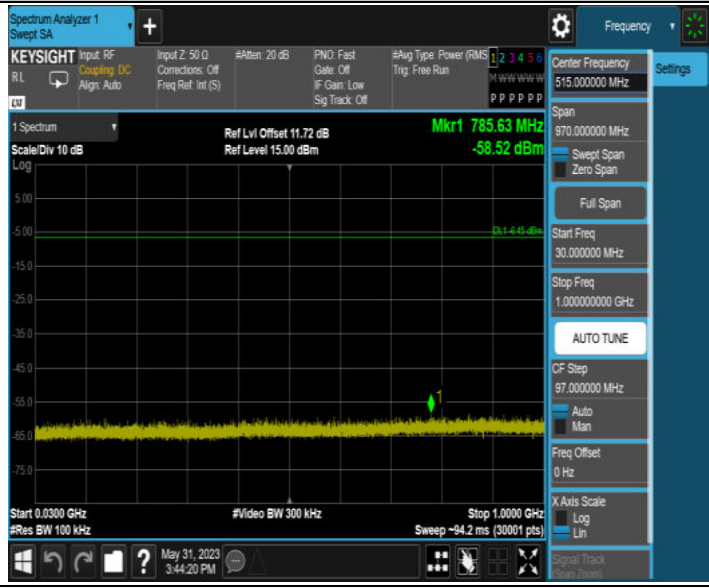 Spectrum Analyzer 1
Swept SA
Frequency
KEYSIGHT
RL
Input: RF
Coupling: DC
Align: Auto
Input Z: 50 Ω
Corrections: Off
Freq Ref: Int (S)
#Atten: 20 dB
PNO: Fast
Gate: Off
IF Gain: Low
Sig Track: Off
#Avg Type: Power (RMS
Trig: Free Run
1 2 3 4 5 6
M W W W W W
P P P P P P
LXI
1 Spectrum
Scale/Div 10 dB
Log
Ref Lvl Offset 11.72 dB
Ref Level 15.00 dBm
Mkr1 785.63 MHz
-58.52 dBm
5.00
-5.00
DL1 -6.45 dBm
-15.0
-25.0
-35.0
-45.0
-55.0
1
-65.0
-75.0
Start 0.0300 GHz
#Res BW 100 kHz
#Video BW 300 kHz
Stop 1.0000 GHz
Sweep ~94.2 ms (30001 pts)
?
May 31, 2023
3:44:20 PM
Center Frequency
515.000000 MHz
Settings
Span
970.000000 MHz
Swept Span
Zero Span
Full Span
Start Freq
30.000000 MHz
Stop Freq
1.000000000 GHz
AUTO TUNE
CF Step
97.000000 MHz
Auto
Man
Freq Offset
0 Hz
X Axis Scale
Log
Lin
Signal Track
(Span Zoom)